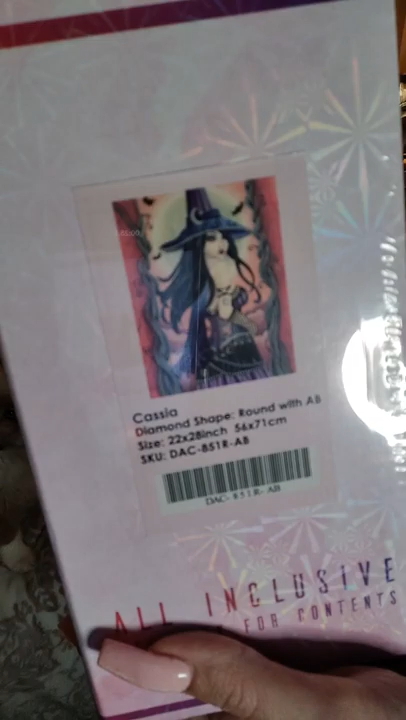 Cassia
Diamond Shape: Round with AB
Size: 22x28inch 56x71cm
SKU: DAC-851R-AB
DAC-851R-AB
ALL INCLUSIVE
FOR CONTENTS